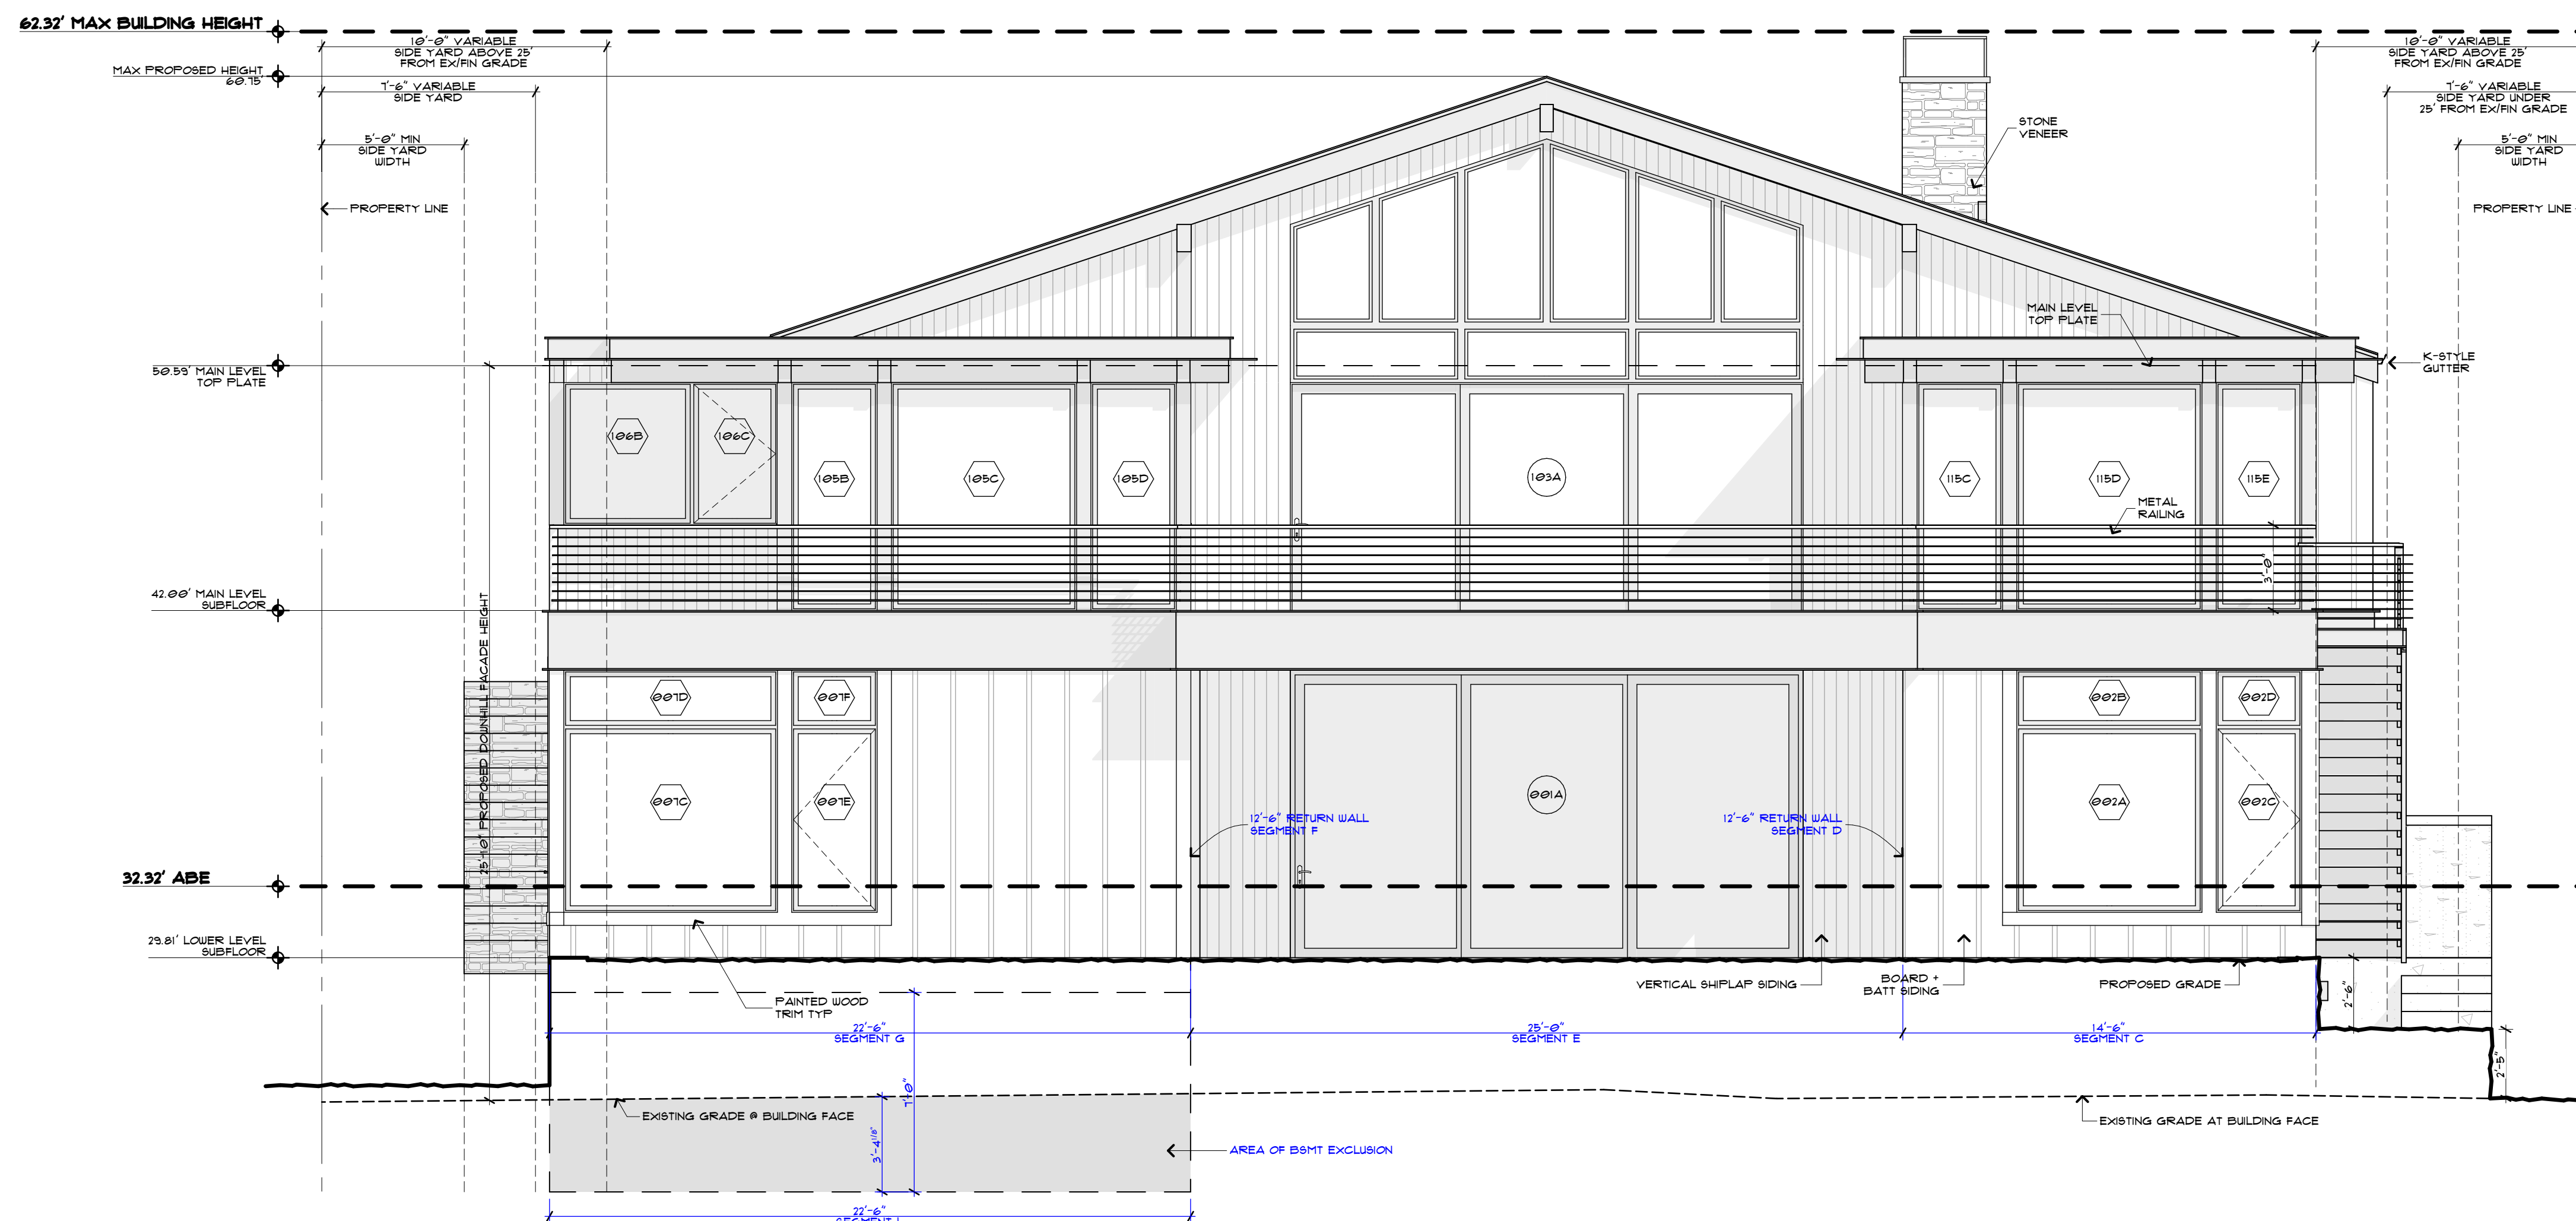 62.32' MAX BUILDING HEIGHT
10'-0" VARIABLE
SIDE YARD ABOVE 25'
FROM EX/FIN GRADE
10'-0" VARIABLE
SIDE YARD ABOVE 25'
FROM EX/FIN GRADE
MAX PROPOSED HEIGHT
60.75'
7'-6" VARIABLE
SIDE YARD
7'-6" VARIABLE
SIDE YARD UNDER
25' FROM EX/FIN GRADE
5'-0" MIN
SIDE YARD
WIDTH
STONE
VENEER
5'-0" MIN
SIDE YARD
WIDTH
PROPERTY LINE
PROPERTY LINE
MAIN LEVEL
TOP PLATE
K-STYLE
GUTTER
50.59' MAIN LEVEL
TOP PLATE
106B
106C
105B
105C
105D
103A
115C
115D
115E
METAL
RAILING
3'-0"
42.00' MAIN LEVEL
SUBFLOOR
25'-10" PROPOSED DOWNHILL FACADE HEIGHT
007D
007F
002B
002D
007C
007E
001A
002A
002C
12'-6" RETURN WALL
SEGMENT F
12'-6" RETURN WALL
SEGMENT D
32.32' ABE
29.81' LOWER LEVEL
SUBFLOOR
PAINTED WOOD
TRIM TYP
VERTICAL SHIPLAP SIDING
BOARD +
BATT SIDING
PROPOSED GRADE
2'-6"
22'-6"
SEGMENT G
25'-0"
SEGMENT E
14'-6"
SEGMENT C
2'-5"
7'-0"
EXISTING GRADE @ BUILDING FACE
EXISTING GRADE AT BUILDING FACE
3'-4 1/8"
AREA OF BSMT EXCLUSION
22'-6"